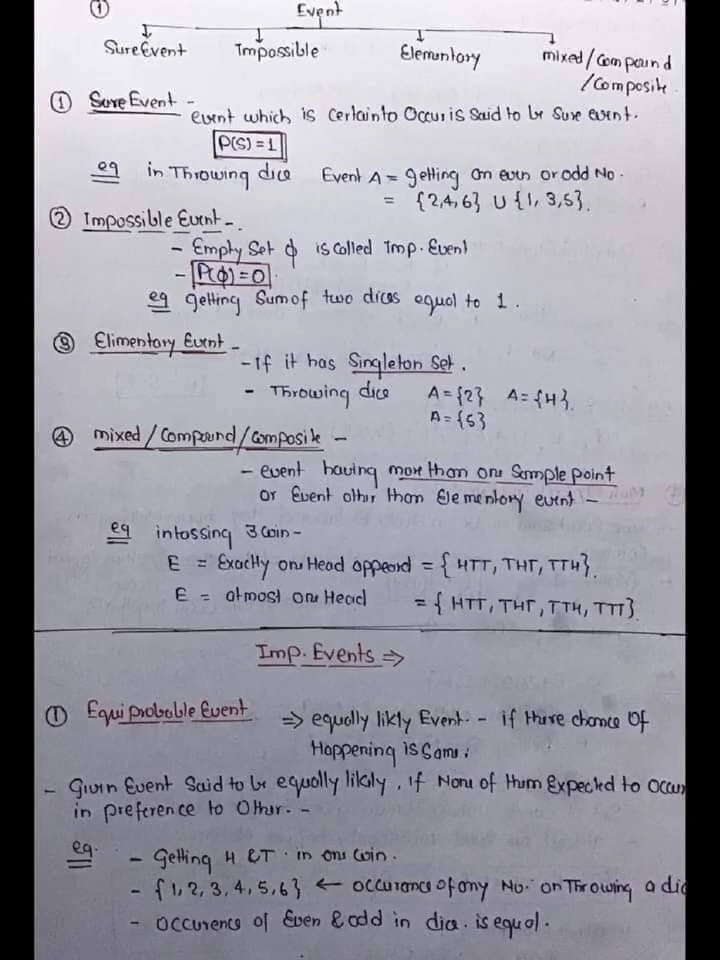 ① Event
Sure Event Impossible Elementory mixed/Compound
/Composite
① Sure Event -
event which is certain to occur is said to be Sure event.
P(S) = 1
eg in Throwing dice Event A = getting an even or odd No.
= {2,4,6} ∪ {1,3,5}.
② Impossible Event -.
- Empty Set ϕ is called Imp. Event
- P(ϕ) = 0
eg getting Sum of two dices equal to 1.
③ Elimentory Event -
- If it has Singleton Set.
- Throwing dice A = {2} A = {4}.
A = {5}
④ mixed/Compound/Composite -
- event having more than one Sample point
or Event other than Elementory event -
eg in tossing 3 coin -
E = Exactly one Head appeard = { HTT, THT, TTH}.
E = atmost one Head = { HTT, THT, TTH, TTT}.
Imp. Events ⇒
① Equiprobable Event ⇒ equally likly Event. - if there chance Of
Happening is Same.
- Given Event Said to be equally likely, if None of them Expected to Occur
in preference to Other. -
eg. - Getting H & T. in one coin.
- {1,2,3,4,5,6} ← occurance of any No. on Throwing a dic
- Occurence of Even & odd in dice. is equal.